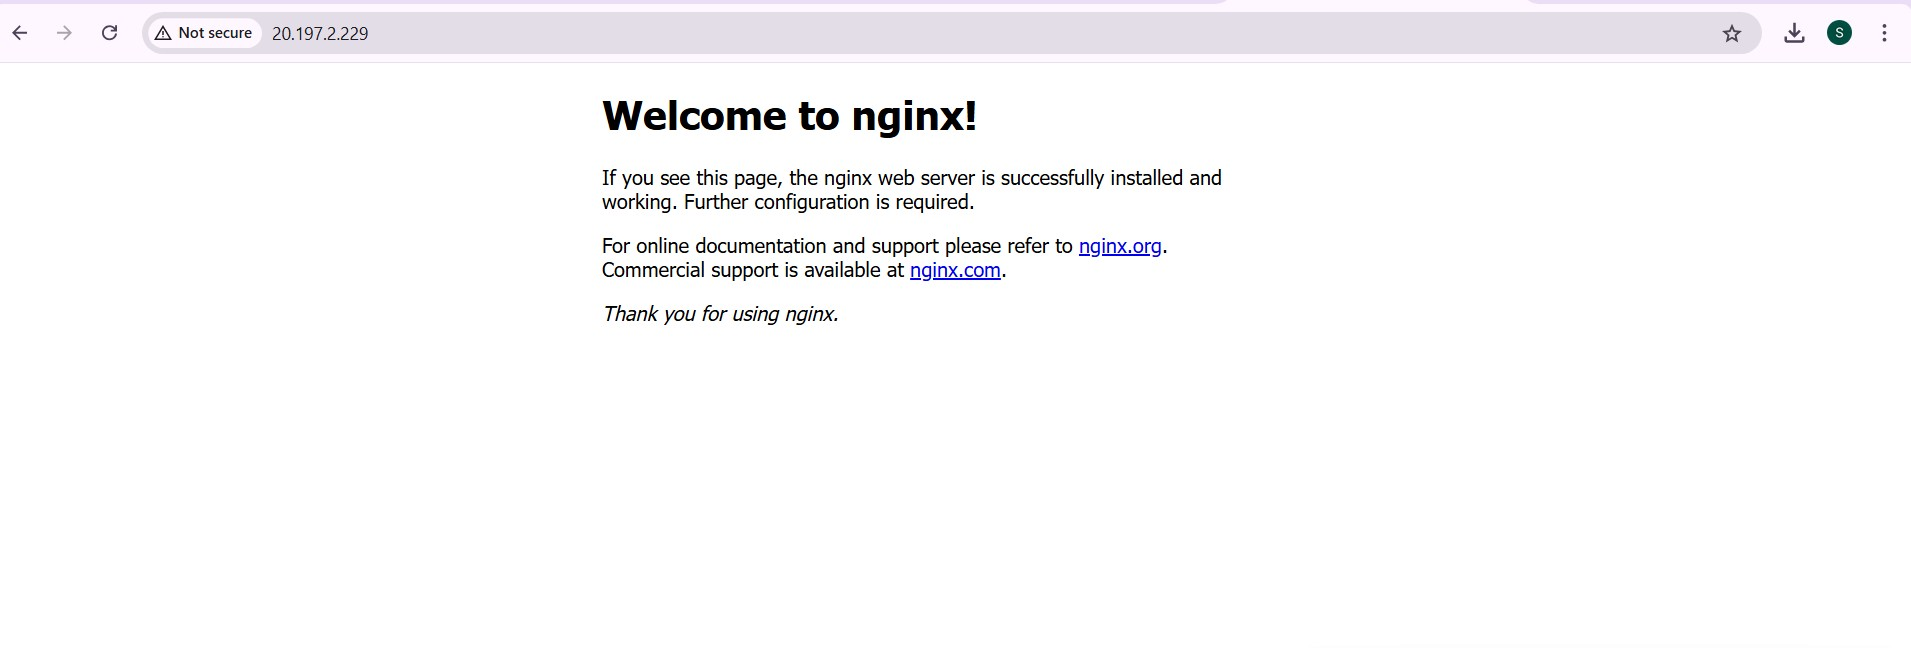 Not secure 20.197.2.229
S
Welcome to nginx!
If you see this page, the nginx web server is successfully installed and
working. Further configuration is required.
For online documentation and support please refer to nginx.org.
Commercial support is available at nginx.com.
Thank you for using nginx.